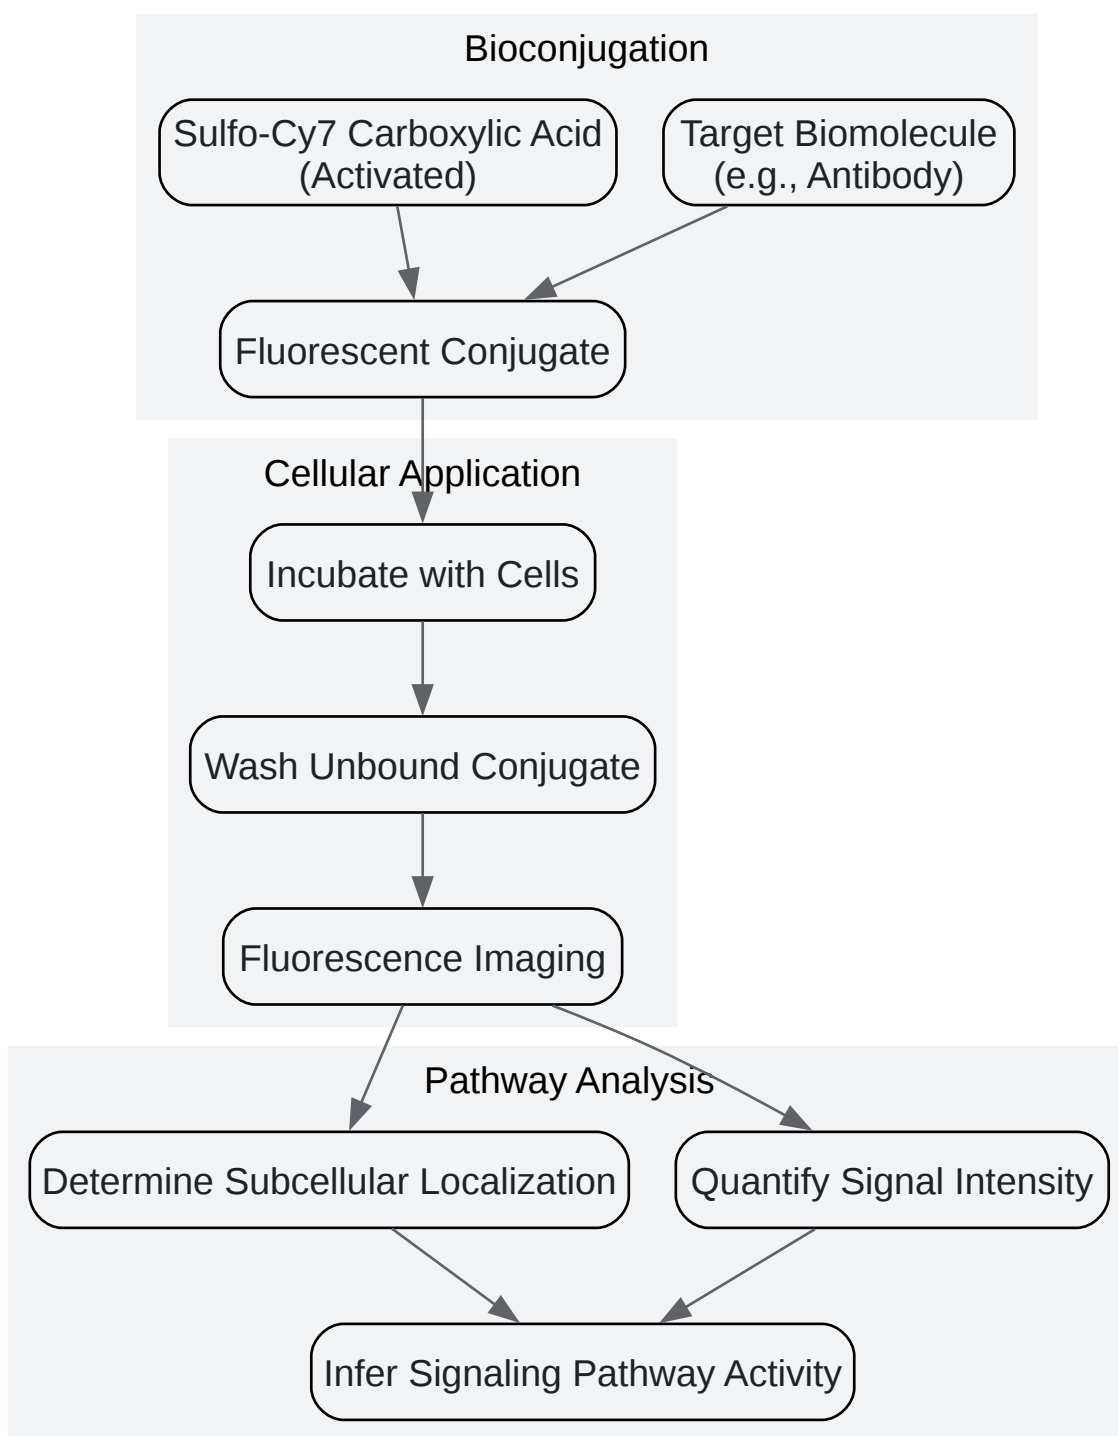 Bioconjugation
Sulfo-Cy7 Carboxylic Acid
(Activated)
Target Biomolecule
(e.g., Antibody)
Fluorescent Conjugate
Cellular Application
Incubate with Cells
Wash Unbound Conjugate
Fluorescence Imaging
Pathway Analysis
Determine Subcellular Localization
Quantify Signal Intensity
Infer Signaling Pathway Activity